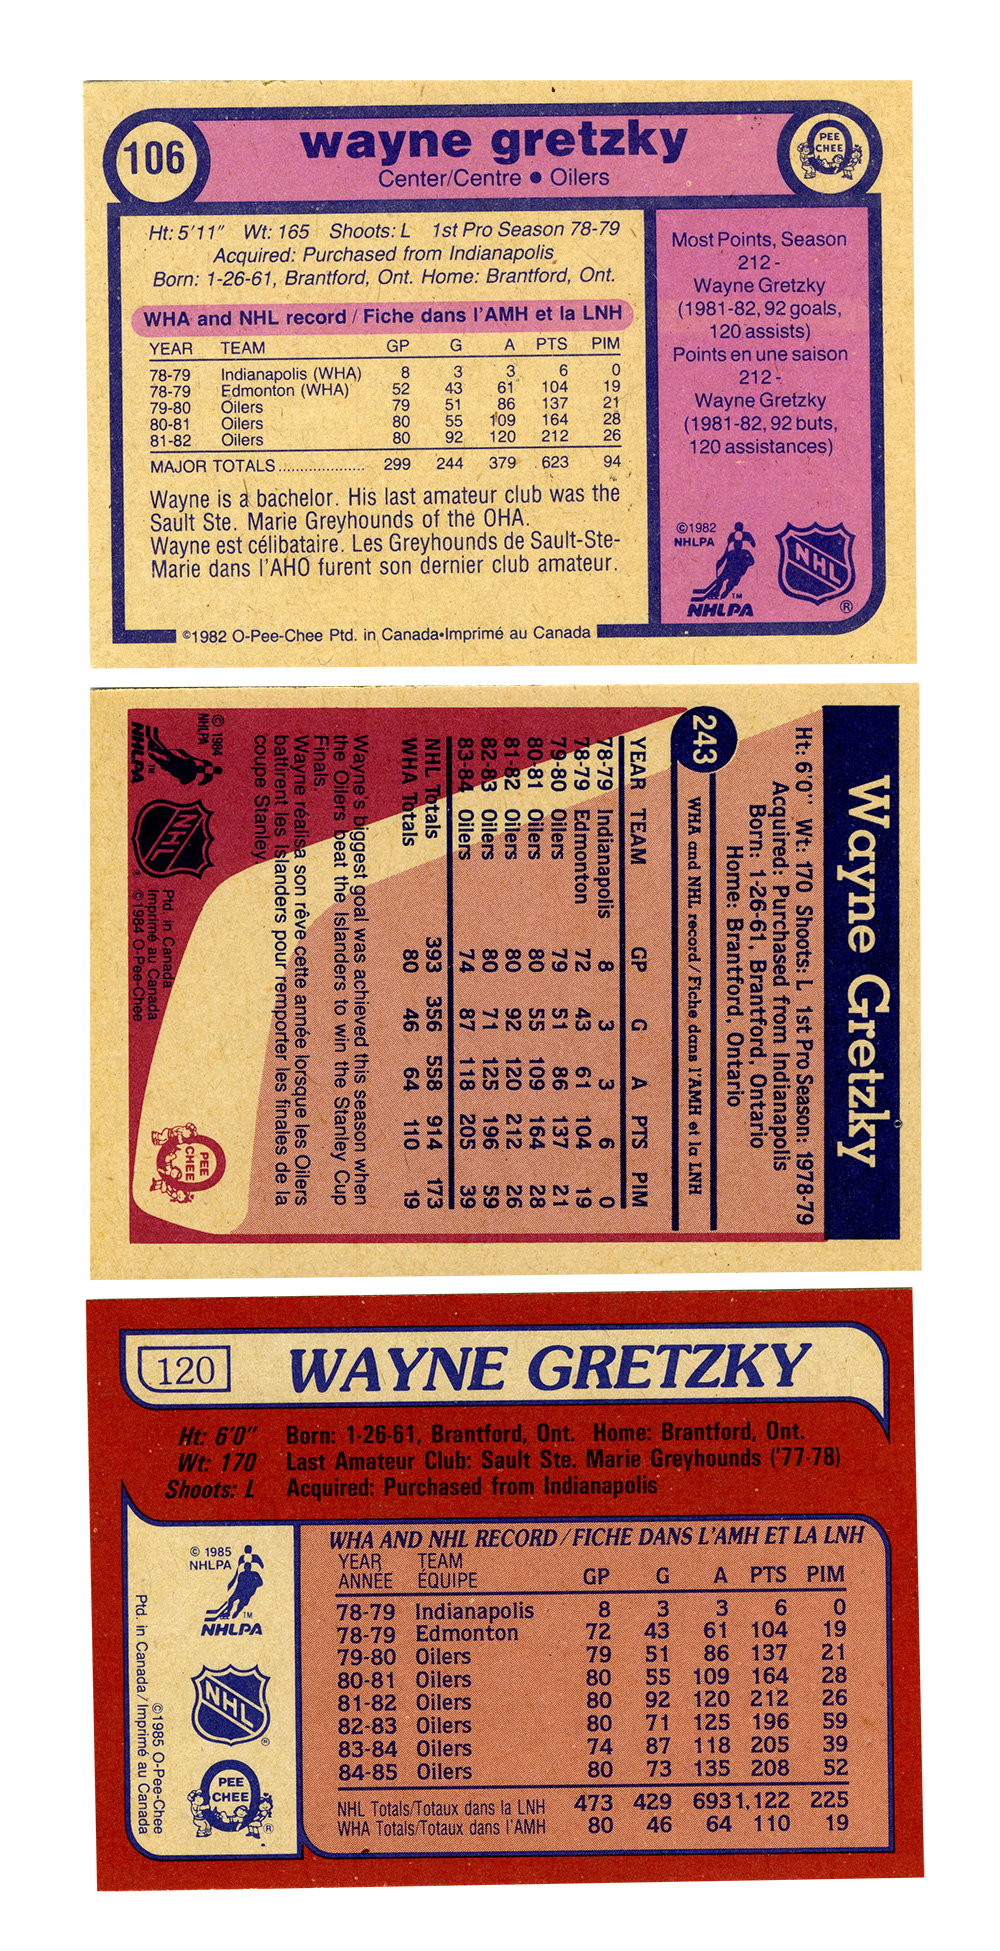 106
wayne gretzky
Center/Centre • Oilers
PEE
CHEE
Ht: 5'11" Wt: 165 Shoots: L 1st Pro Season 78-79
Acquired: Purchased from Indianapolis
Born: 1-26-61, Brantford, Ont. Home: Brantford, Ont.
WHA and NHL record / Fiche dans l'AMH et la LNH
YEAR TEAM GP G A PTS PIM
78-79 Indianapolis (WHA) 8 3 3 6 0
78-79 Edmonton (WHA) 52 43 61 104 19
79-80 Oilers 79 51 86 137 21
80-81 Oilers 80 55 109 164 28
81-82 Oilers 80 92 120 212 26
MAJOR TOTALS.................... 299 244 379 623 94
Wayne is a bachelor. His last amateur club was the
Sault Ste. Marie Greyhounds of the OHA.
Wayne est célibataire. Les Greyhounds de Sault-Ste-
Marie dans l'AHO furent son dernier club amateur.
©1982 O-Pee-Chee Ptd. in Canada•Imprimé au Canada
Most Points, Season
212 -
Wayne Gretzky
(1981-82, 92 goals,
120 assists)
Points en une saison
212 -
Wayne Gretzky
(1981-82, 92 buts,
120 assistances)
©1982
NHLPA
TM
NHLPA
NHL
®
Wayne Gretzky
Ht: 6'0" Wt: 170 Shoots: L 1st Pro Season: 1978-79
Acquired: Purchased from Indianapolis
Born: 1-26-61, Brantford, Ontario
Home: Brantford, Ontario
243
WHA and NHL record / Fiche dans l'AMH et la LNH
YEAR TEAM GP G A PTS PIM
78-79 Indianapolis 8 3 3 6 0
78-79 Edmonton 72 43 61 104 19
79-80 Oilers 79 51 86 137 21
80-81 Oilers 80 55 109 164 28
81-82 Oilers 80 92 120 212 26
82-83 Oilers 80 71 125 196 59
83-84 Oilers 74 87 118 205 39
NHL Totals 393 356 558 914 173
WHA Totals 80 46 64 110 19
Wayne's biggest goal was achieved this season when
the Oilers beat the Islanders to win the Stanley Cup
Finals.
Wayne réalisa son rêve cette année lorsque les Oilers
battirent les Islanders pour remporter les finales de la
coupe Stanley.
© 1984
NHLPA
TM
NHLPA
NHL
®
Ptd. in Canada
Imprimé au Canada
©1984 O-Pee-Chee
PEE
CHEE
120
WAYNE GRETZKY
Ht: 6'0" Born: 1-26-61, Brantford, Ont. Home: Brantford, Ont.
Wt: 170 Last Amateur Club: Sault Ste. Marie Greyhounds ('77-78)
Shoots: L Acquired: Purchased from Indianapolis
© 1985
NHLPA
TM
NHLPA
NHL
®
PEE
CHEE
®
©1985 O-Pee-Chee
Ptd. in Canada/Imprimé au Canada
WHA AND NHL RECORD / FICHE DANS L'AMH ET LA LNH
YEAR TEAM
ANNÉE ÉQUIPE GP G A PTS PIM
78-79 Indianapolis 8 3 3 6 0
78-79 Edmonton 72 43 61 104 19
79-80 Oilers 79 51 86 137 21
80-81 Oilers 80 55 109 164 28
81-82 Oilers 80 92 120 212 26
82-83 Oilers 80 71 125 196 59
83-84 Oilers 74 87 118 205 39
84-85 Oilers 80 73 135 208 52
NHL Totals/Totaux dans la LNH 473 429 693 1,122 225
WHA Totals/Totaux dans l'AMH 80 46 64 110 19